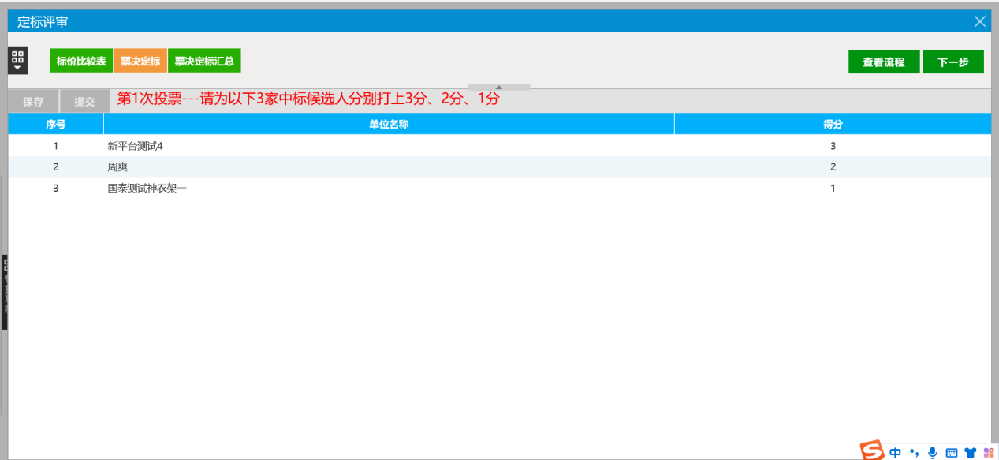 定标评审
标价比较表 票决定标 票决定标汇总 查看流程 下一步
保存 提交 第1次投票---请为以下3家中标候选人分别打上3分、2分、1分
序号 单位名称 得分
1 新平台测试4 3
2 周爽 2
3 国泰测试神农架一 1
中